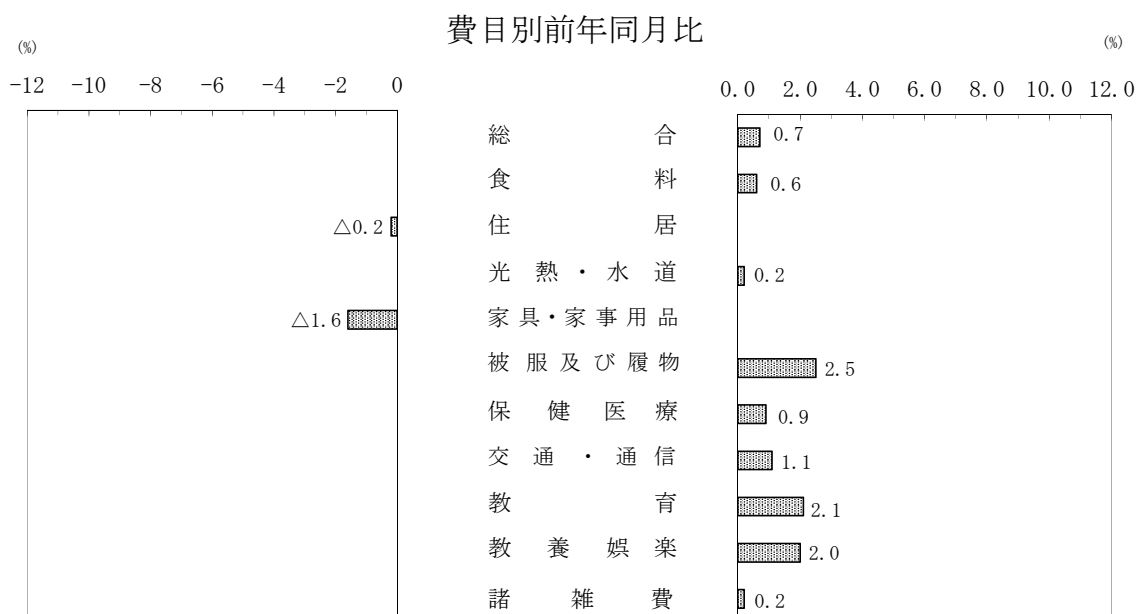 費目別前年同月比
(%) (%)
-12 -10 -8 -6 -4 -2 0 0.0 2.0 4.0 6.0 8.0 10.0 12.0
総合 0.7
食料 0.6
△0.2 住居
光熱・水道 0.2
△1.6 家具・家事用品
被服及び履物 2.5
保健医療 0.9
交通・通信 1.1
教育 2.1
教養娯楽 2.0
諸雑費 0.2